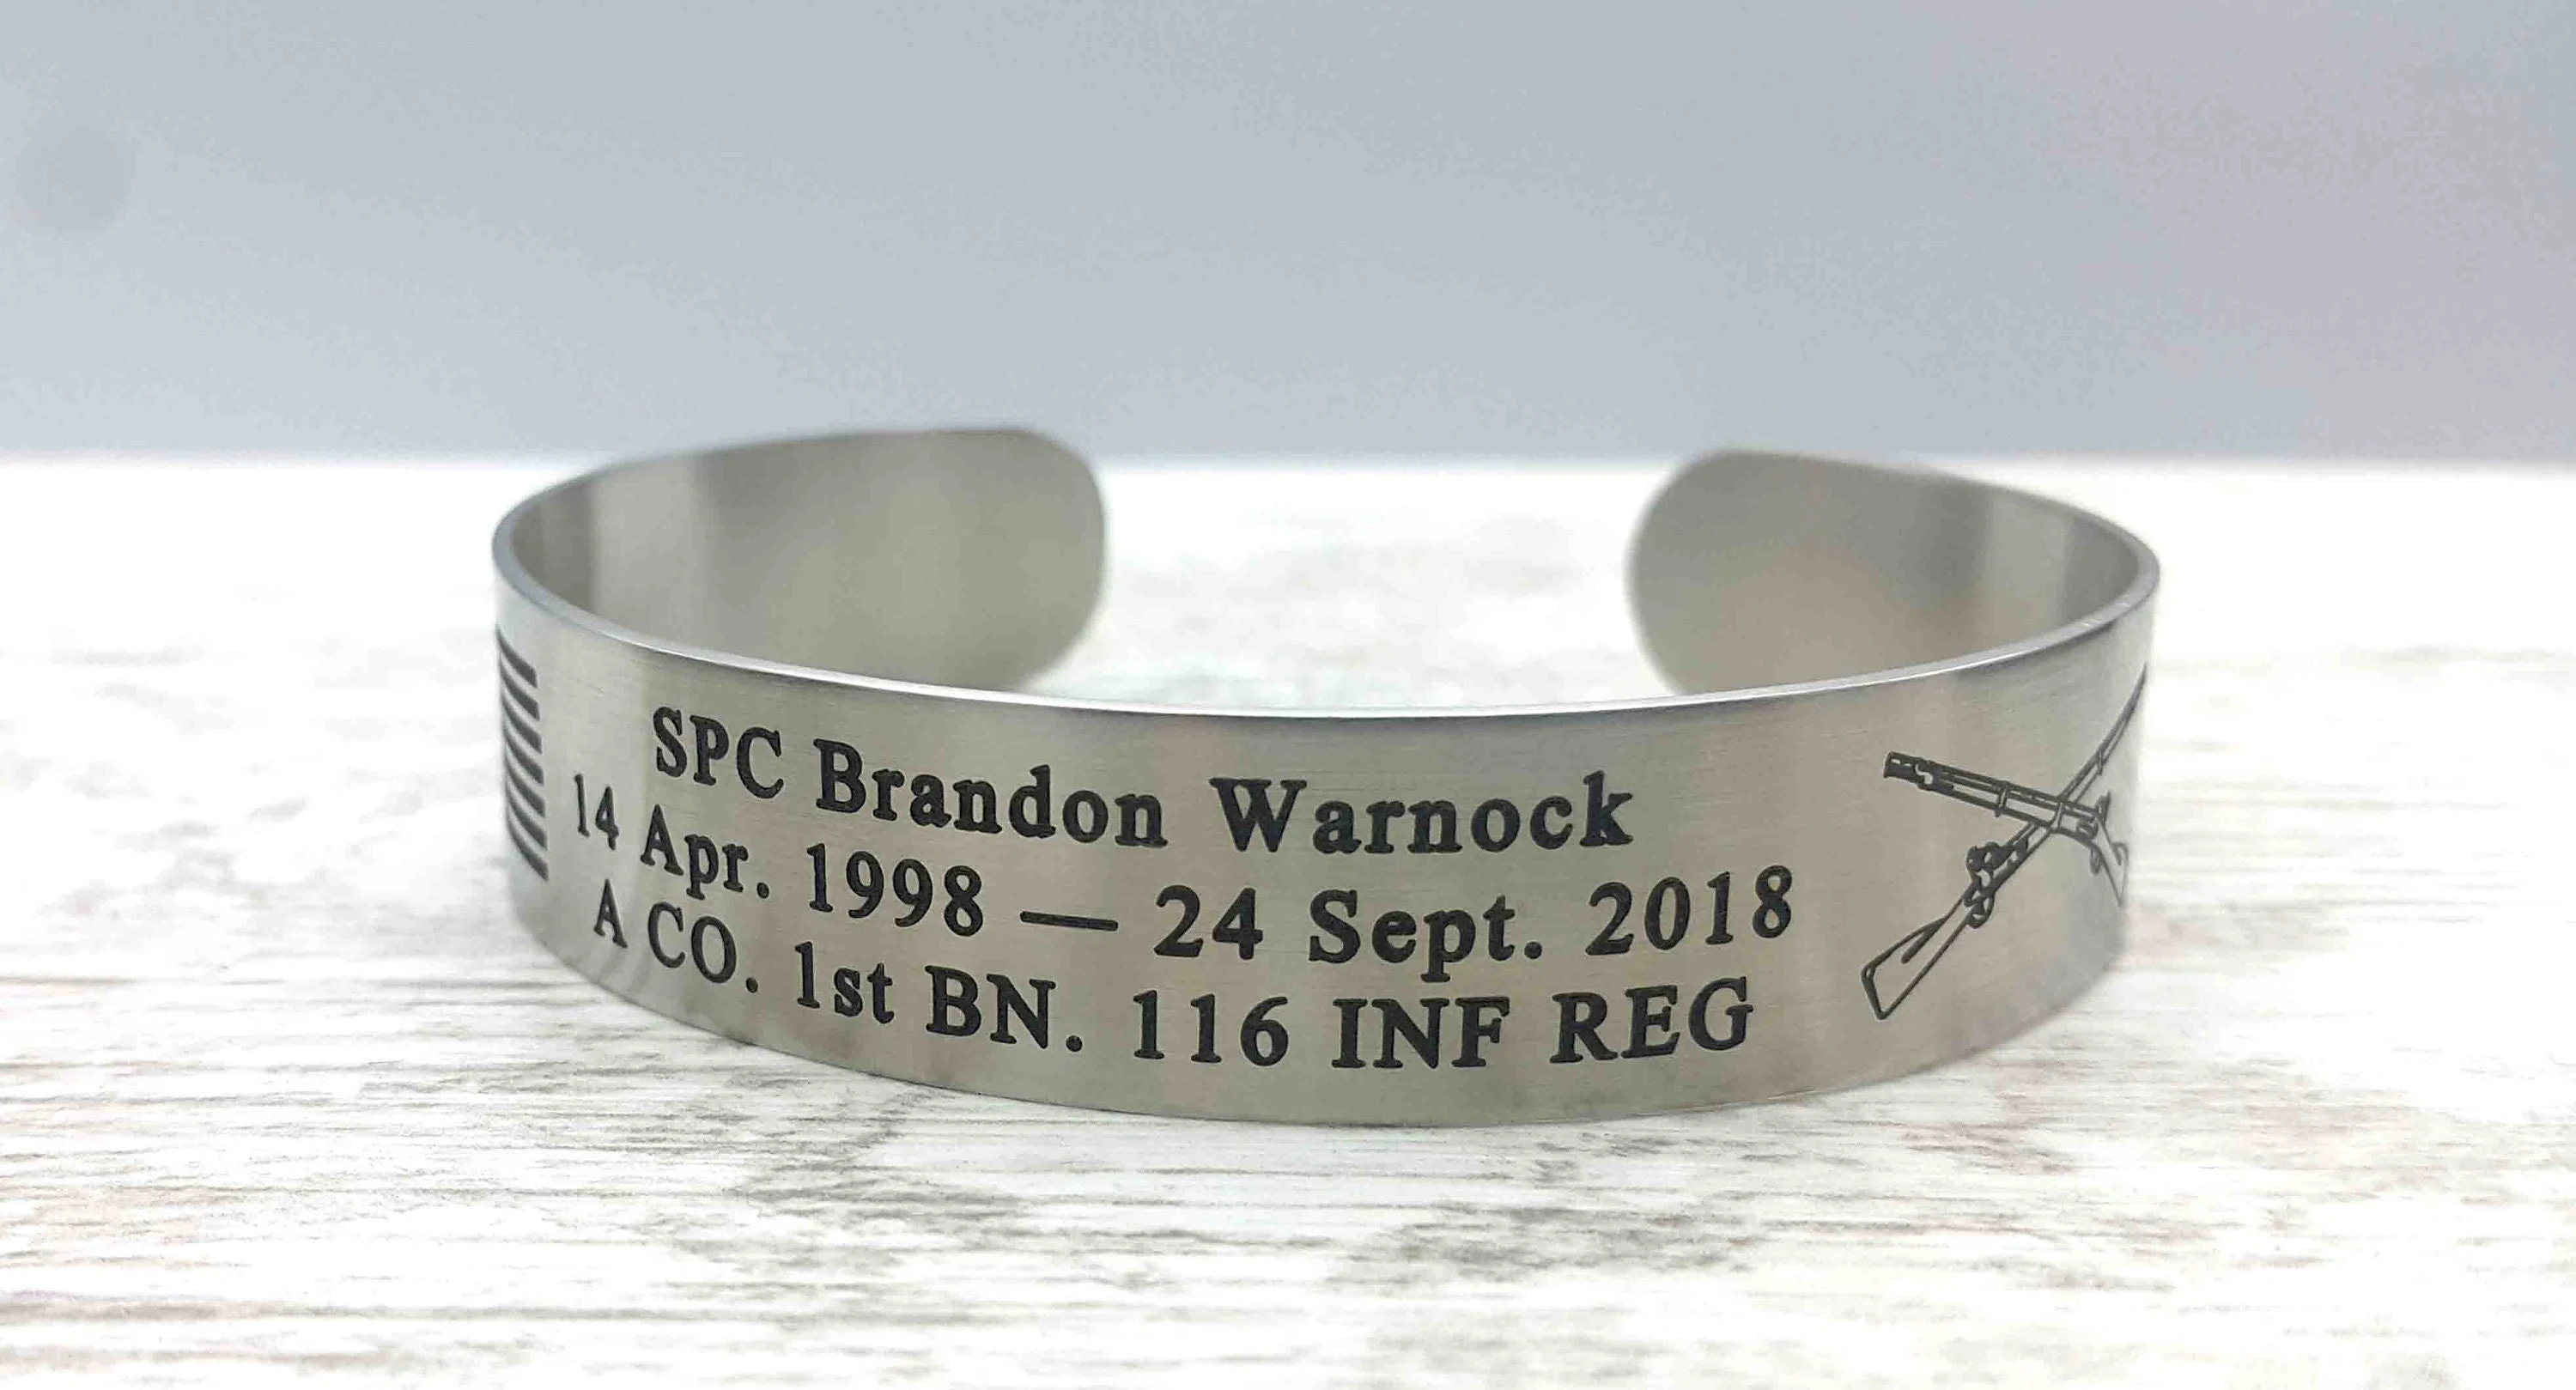 SPC Brandon Warnock
14 Apr. 1998 — 24 Sept. 2018
A CO. 1st BN. 116 INF REG